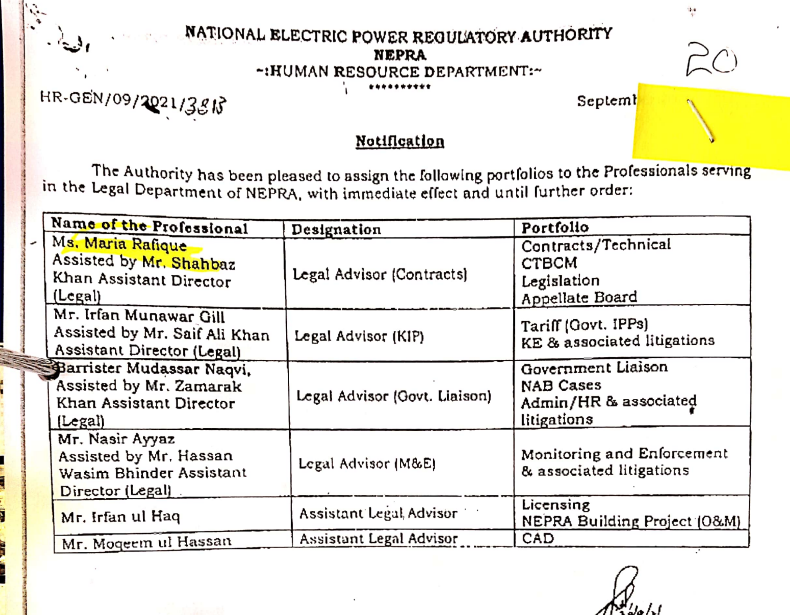 NATIONAL ELECTRIC POWER REGULATORY AUTHORITY
NEPRA
~:HUMAN RESOURCE DEPARTMENT:~
**********
20
HR-GEN/09/2021/3813
Septemb
Notification
The Authority has been pleased to assign the following portfolios to the Professionals serving
in the Legal Department of NEPRA, with immediate effect and until further order:
Name of the Professional Designation Portfolio
Ms. Maria Rafique
Assisted by Mr. Shahbaz
Khan Assistant Director
(Legal)
Legal Advisor (Contracts)
Contracts/Technical
CTBCM
Legislation
Appellate Board
Mr. Irfan Munawar Gill
Assisted by Mr. Saif Ali Khan
Assistant Director (Legal)
Legal Advisor (KIP)
Tariff (Govt. IPPs)
KE & associated litigations
Barrister Mudassar Naqvi,
Assisted by Mr. Zamarak
Khan Assistant Director
(Legal)
Legal Advisor (Govt. Liaison)
Government Liaison
NAB Cases
Admin/HR & associated
litigations
Mr. Nasir Ayyaz
Assisted by Mr. Hassan
Wasim Bhinder Assistant
Director (Legal)
Legal Advisor (M&E)
Monitoring and Enforcement
& associated litigations
Mr. Irfan ul Haq
Assistant Legal Advisor
Licensing
NEPRA Building Project (O&M)
Mr. Moqeem ul Hassan
Assistant Legal Advisor
CAD